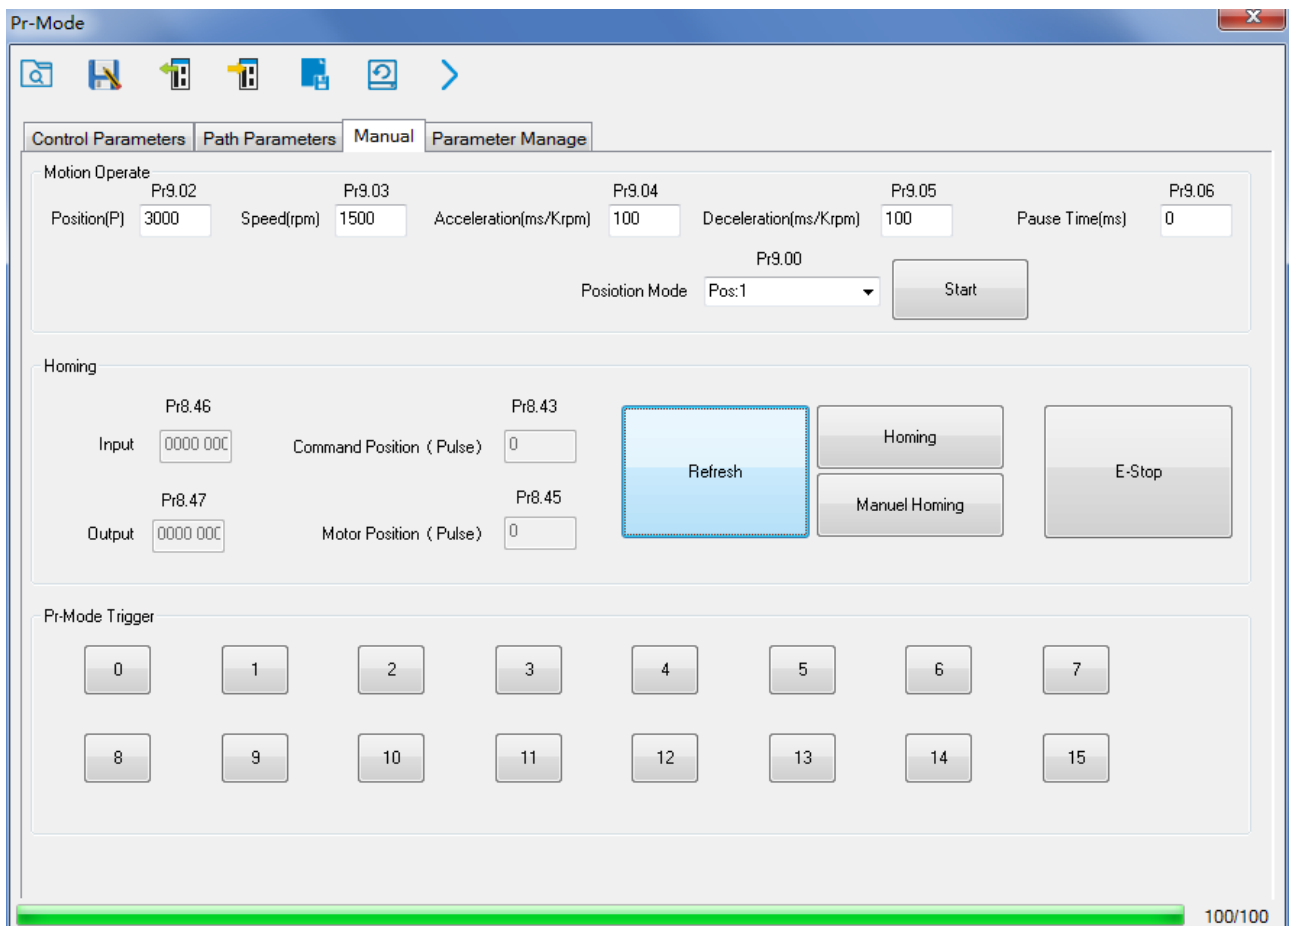 Pr-Mode
Control Parameters Path Parameters Manual Parameter Manage
Motion Operate
Pr9.02 Pr9.03 Pr9.04 Pr9.05 Pr9.06
Position(P) 3000 Speed(rpm) 1500 Acceleration(ms/Krpm) 100 Deceleration(ms/Krpm) 100 Pause Time(ms) 0
Pr9.00
Posiotion Mode Pos:1 Start
Homing
Pr8.46 Pr8.43
Input 0000 000 Command Position ( Pulse) 0
Refresh Homing E-Stop
Pr8.47 Pr8.45 Manuel Homing
Output 0000 000 Motor Position ( Pulse) 0
Pr-Mode Trigger
0 1 2 3 4 5 6 7
8 9 10 11 12 13 14 15
100/100